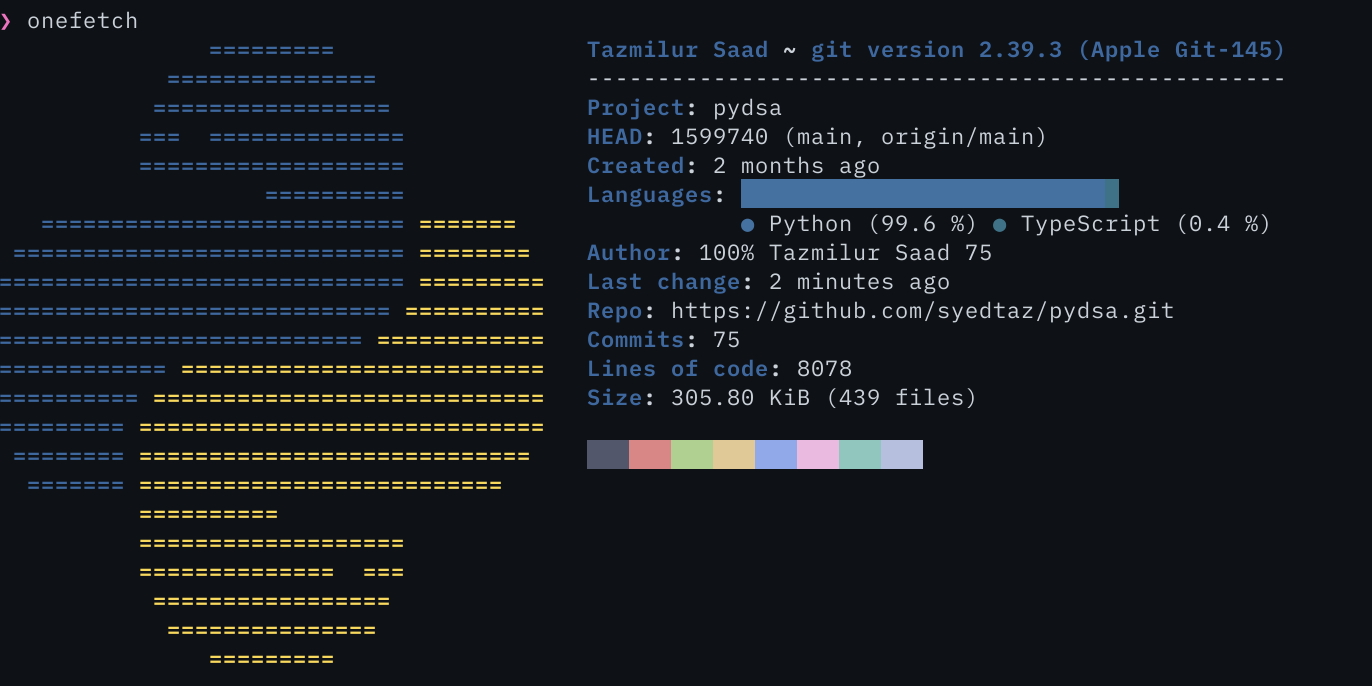 ❯ onefetch
Tazmilur Saad ~ git version 2.39.3 (Apple Git-145)
--------------------------------------------------
Project: pydsa
HEAD: 1599740 (main, origin/main)
Created: 2 months ago
Languages:
● Python (99.6 %) ● TypeScript (0.4 %)
Author: 100% Tazmilur Saad 75
Last change: 2 minutes ago
Repo: https://github.com/syedtaz/pydsa.git
Commits: 75
Lines of code: 8078
Size: 305.80 KiB (439 files)